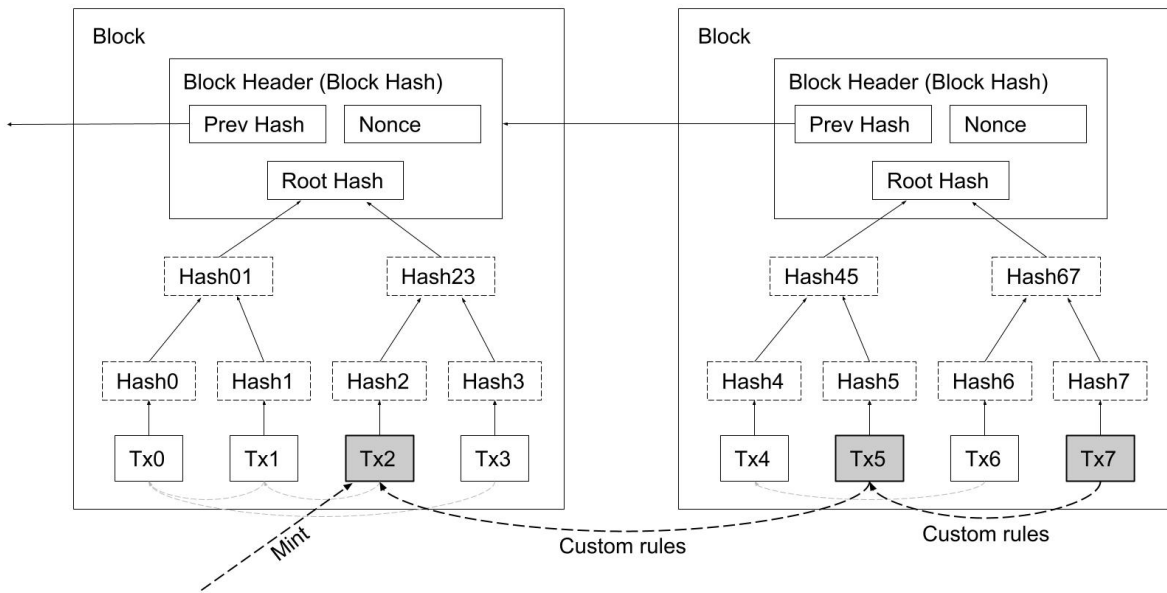 Block
Block
Block Header (Block Hash)
Block Header (Block Hash)
Prev Hash
Nonce
Prev Hash
Nonce
Root Hash
Root Hash
Hash01
Hash23
Hash45
Hash67
Hash0
Hash1
Hash2
Hash3
Hash4
Hash5
Hash6
Hash7
Tx0
Tx1
Tx2
Tx3
Tx4
Tx5
Tx6
Tx7
Mint
Custom rules
Custom rules